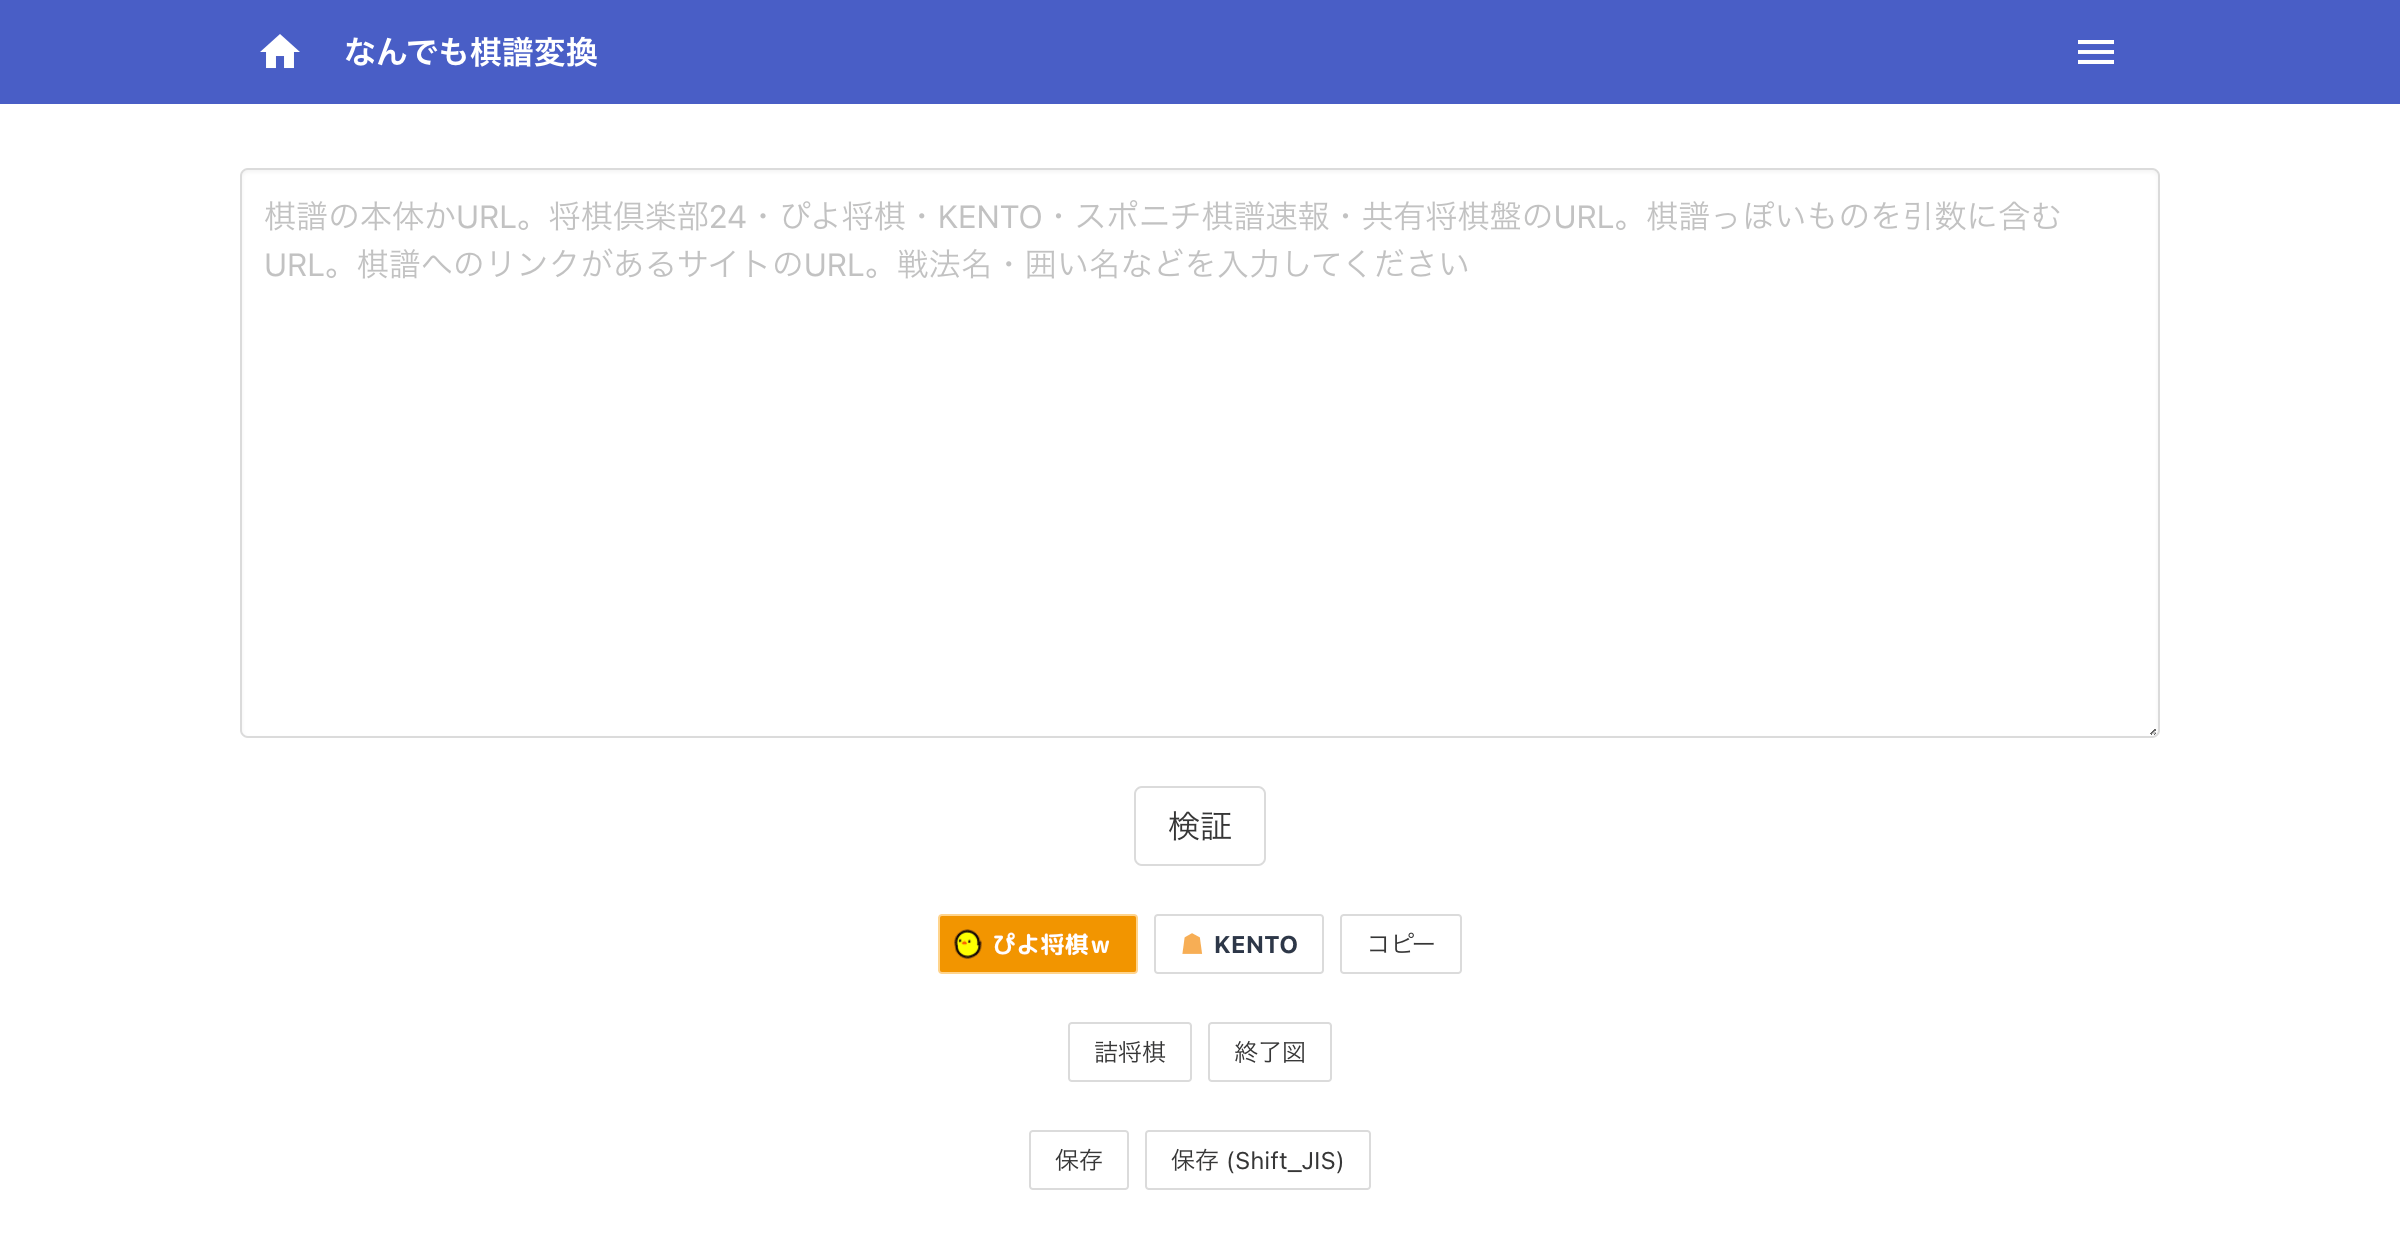 なんでも棋譜変換
棋譜の本体かURL。将棋倶楽部24・ぴよ将棋・KENTO・スポニチ棋譜速報・共有将棋盤のURL。棋譜っぽいものを引数に含む
URL。棋譜へのリンクがあるサイトのURL。戦法名・囲い名などを入力してください
検証
ぴよ将棋w KENTO コピー
詰将棋 終了図
保存 保存 (Shift_JIS)